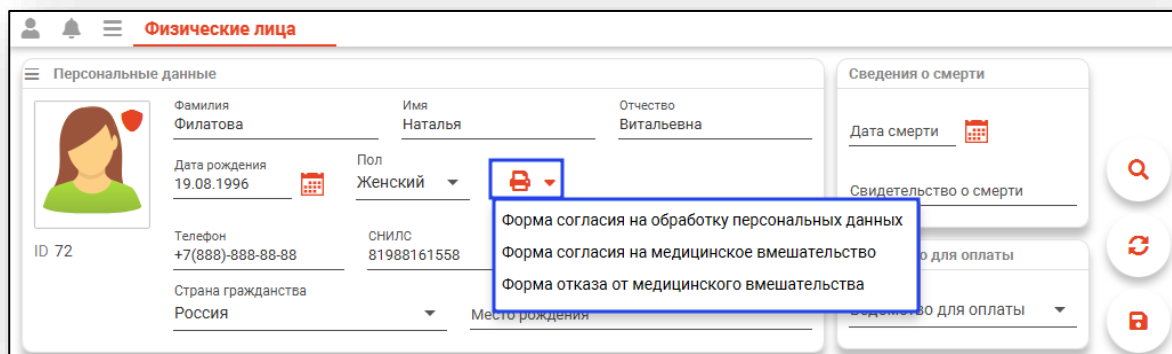 Физические лица
Персональные данные
Сведения о смерти
Фамилия
Имя
Отчество
Филатова
Наталья
Витальевна
Дата смерти
Дата рождения
Пол
19.08.1996
Женский
Свидетельство о смерти
Форма согласия на обработку персональных данных
Форма согласия на медицинское вмешательство
Форма отказа от медицинского вмешательства
ID 72
Телефон
СНИЛС
+7(888)-888-88-88
81988161558
для оплаты
Страна гражданства
Россия
Место рождения
Ведомство для оплаты